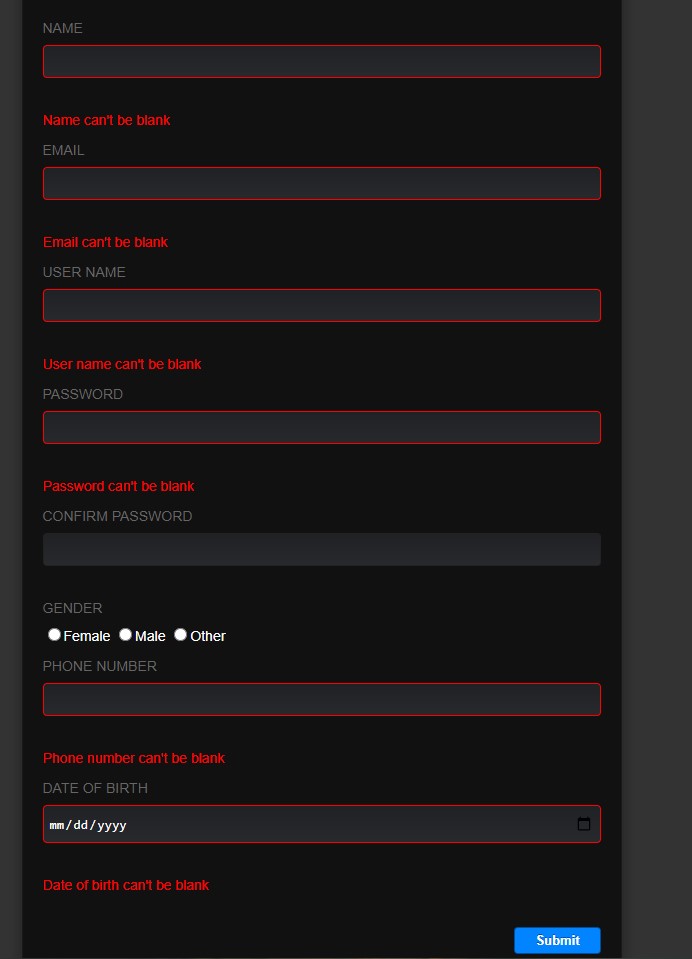 NAME
Name can't be blank
EMAIL
Email can't be blank
USER NAME
User name can't be blank
PASSWORD
Password can't be blank
CONFIRM PASSWORD
GENDER
Female Male Other
PHONE NUMBER
Phone number can't be blank
DATE OF BIRTH
mm/dd/yyyy
Date of birth can't be blank
Submit